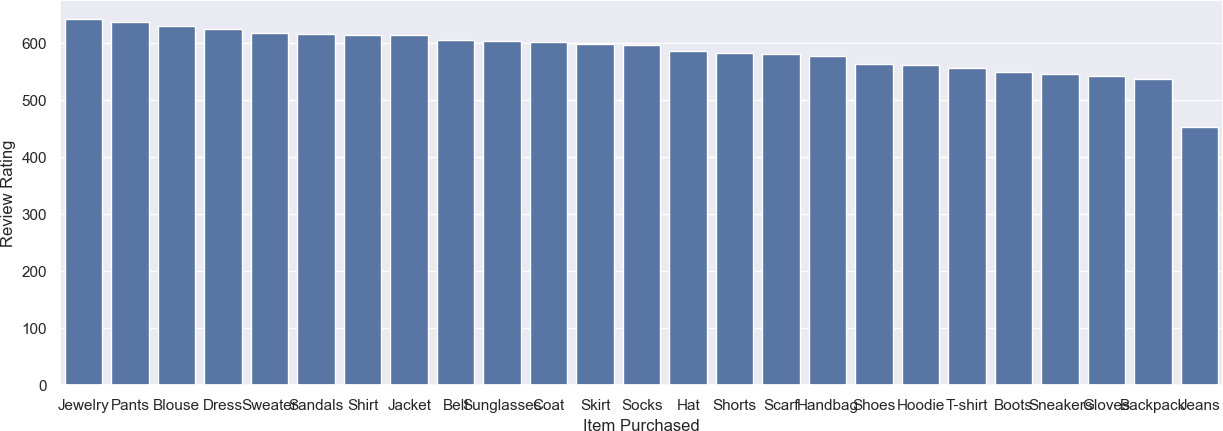 Review Rating
600
500
400
300
200
100
0
Jewelry Pants Blouse Dress Sweater Sandals Shirt Jacket Belt Sunglasses Coat Skirt Socks Hat Shorts Scarf Handbag Shoes Hoodie T-shirt Boots Sneakers Gloves Backpack Jeans
Item Purchased